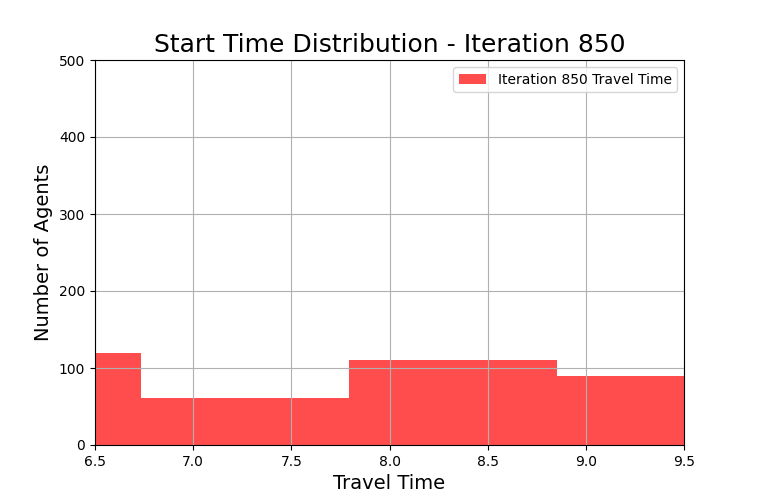 Start Time Distribution - Iteration 850
500
Iteration 850 Travel Time
400
300
200
100
0
Number of Agents
6.5 7.0 7.5 8.0 8.5 9.0 9.5
Travel Time